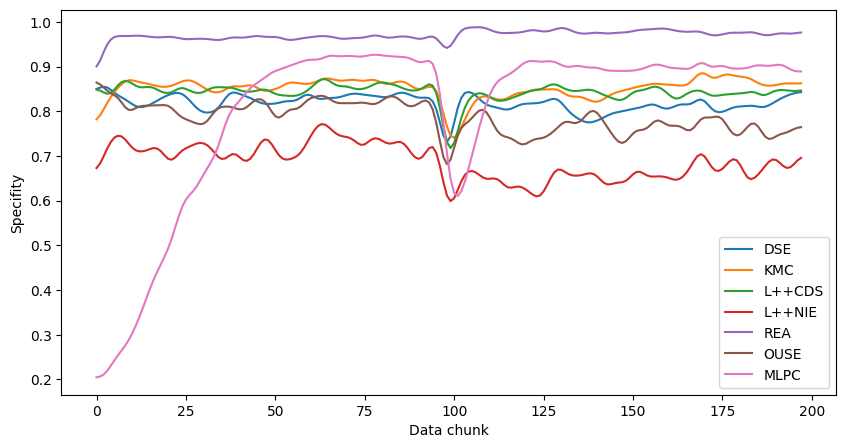 1.0
0.9
0.8
0.7
0.6
0.5
0.4
0.3
0.2
Specifity
0
25
50
75
100
125
150
175
200
Data chunk
DSE
KMC
L++CDS
L++NIE
REA
OUSE
MLPC